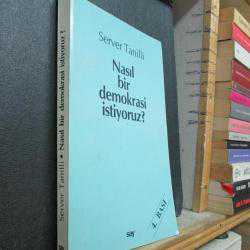 Server Tanilli
Nasıl
bir
demokrasi
istiyoruz?
4. BASI
say
Server Tanilli • Nasıl bir demokrasi istiyoruz?